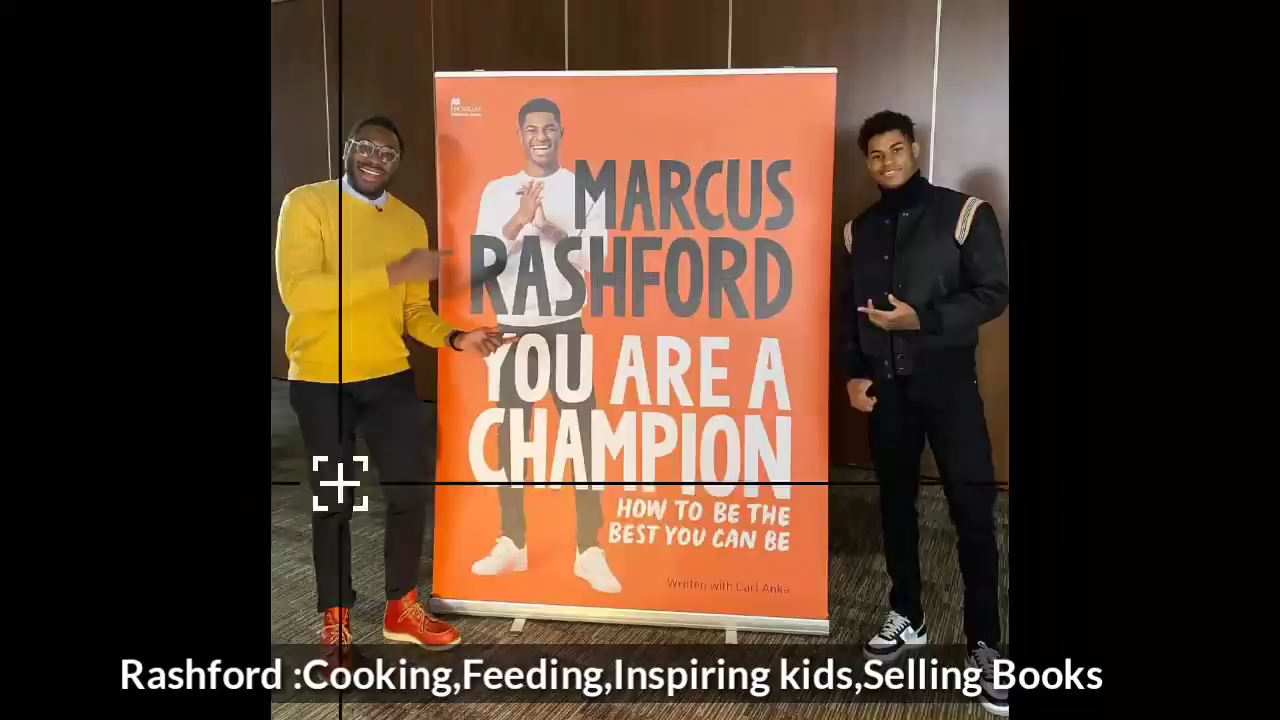 MARCUS
RASHFORD
YOU ARE A
CHAMPION
HOW TO BE THE
BEST YOU CAN BE
Written with Carl Anka
Rashford :Cooking,Feeding,Inspiring kids,Selling Books